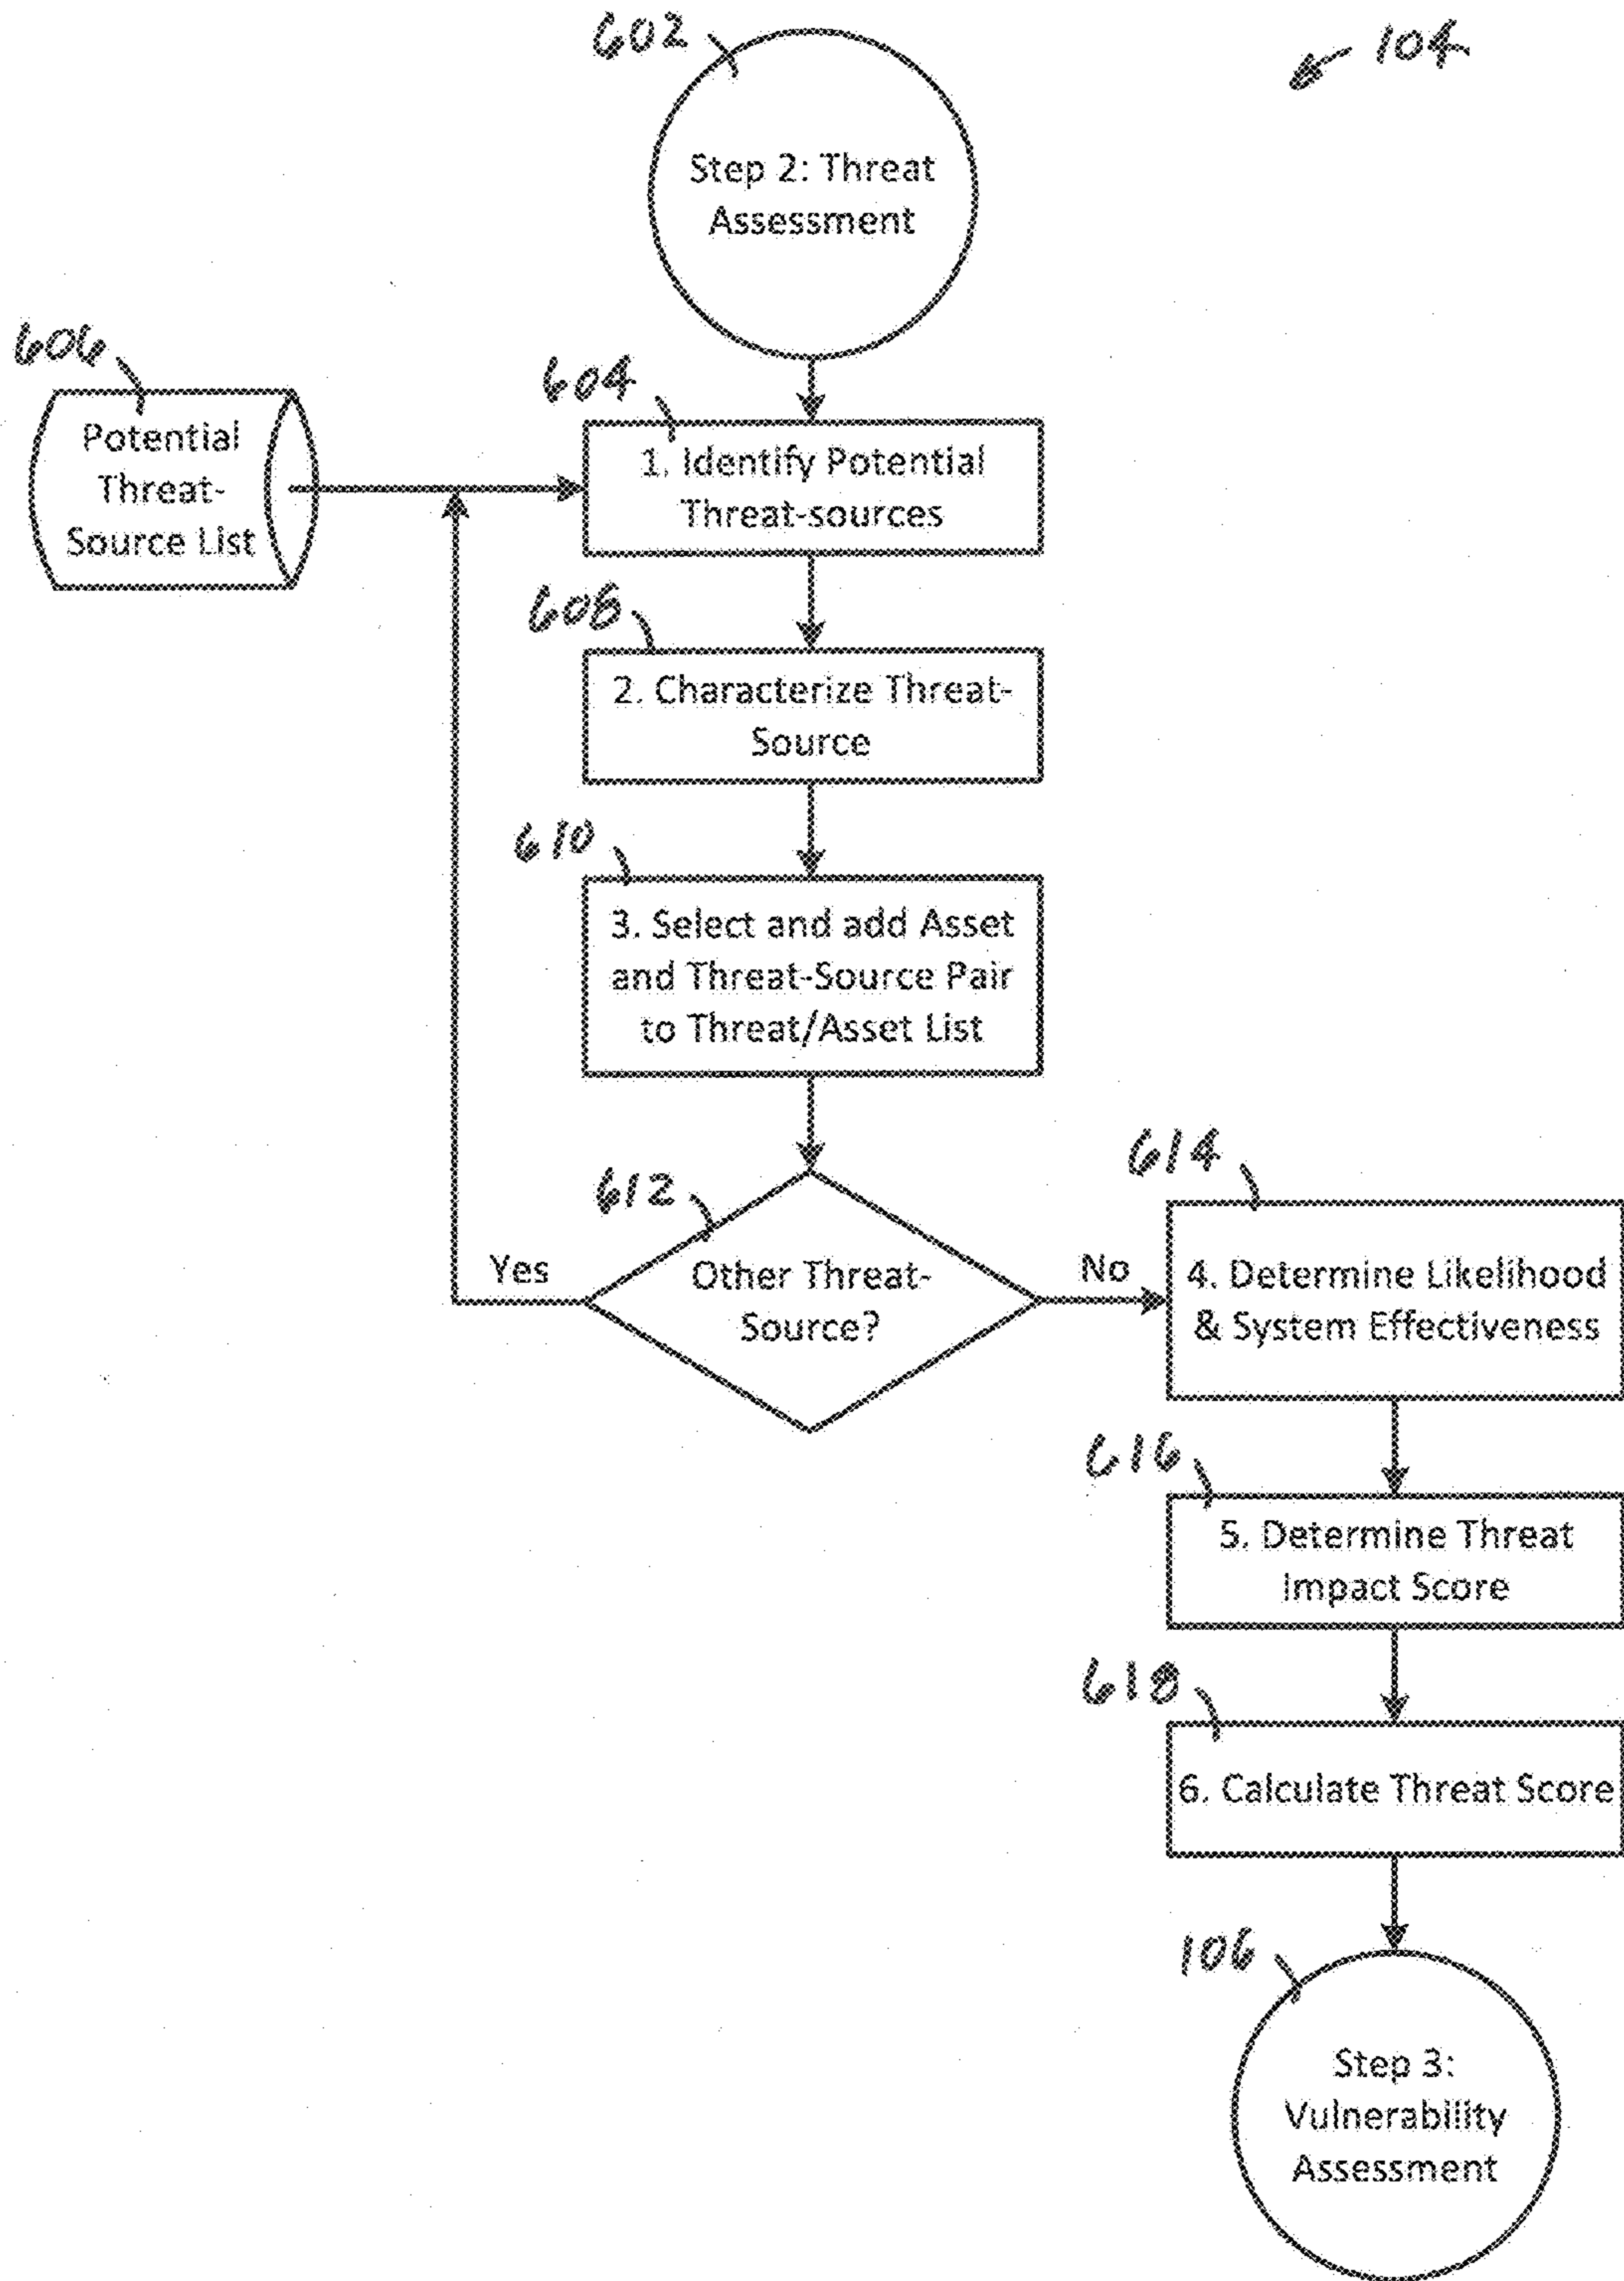 602
104
Step 2: Threat
Assessment
606
Potential
Threat-
Source List
604
1. Identify Potential
Threat-sources
608
2. Characterize Threat-
Source
610
3. Select and add Asset
and Threat-Source Pair
to Threat/Asset List
612
Other Threat-
Source?
Yes
No
614
4. Determine Likelihood
& System Effectiveness
616
5. Determine Threat
Impact Score
618
6. Calculate Threat Score
106
Step 3:
Vulnerability
Assessment